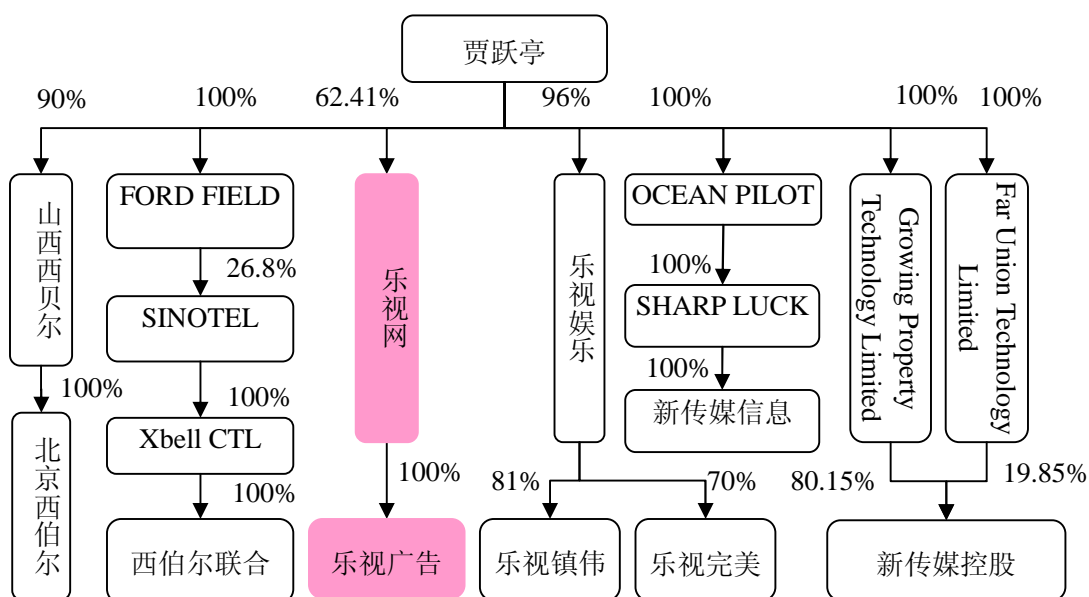 贾跃亭
90%
100%
62.41%
96%
100%
100%
100%
山西西贝尔
FORD FIELD
乐视网
乐视娱乐
OCEAN PILOT
Growing Property
Technology Limited
Far Union Technology
Limited
26.8%
100%
SINOTEL
SHARP LUCK
100%
100%
100%
Xbell CTL
新传媒信息
北京西伯尔
100%
100%
81%
70%
80.15%
19.85%
西伯尔联合
乐视广告
乐视镇伟
乐视完美
新传媒控股